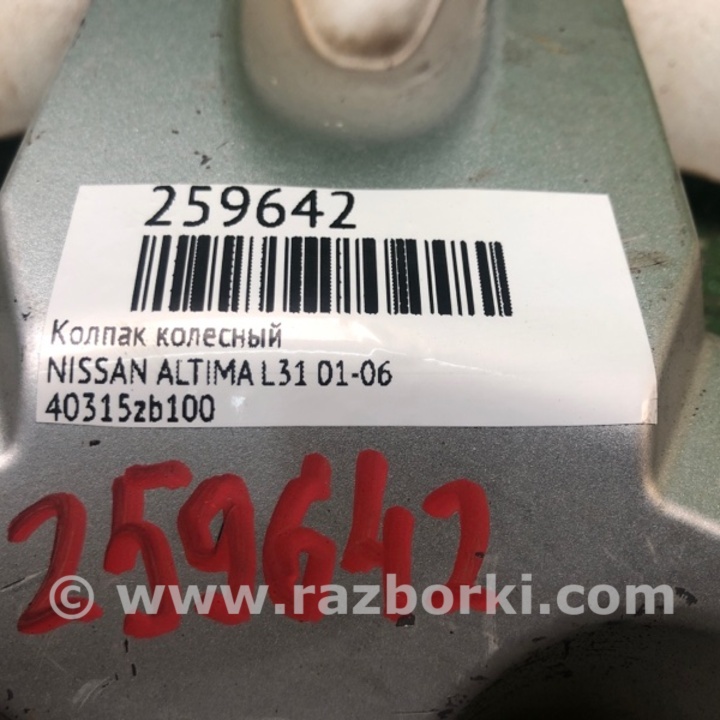 259642
Колпак колесный
NISSAN ALTIMA L31 01-06
40315zb100
259642
© www.razborki.com